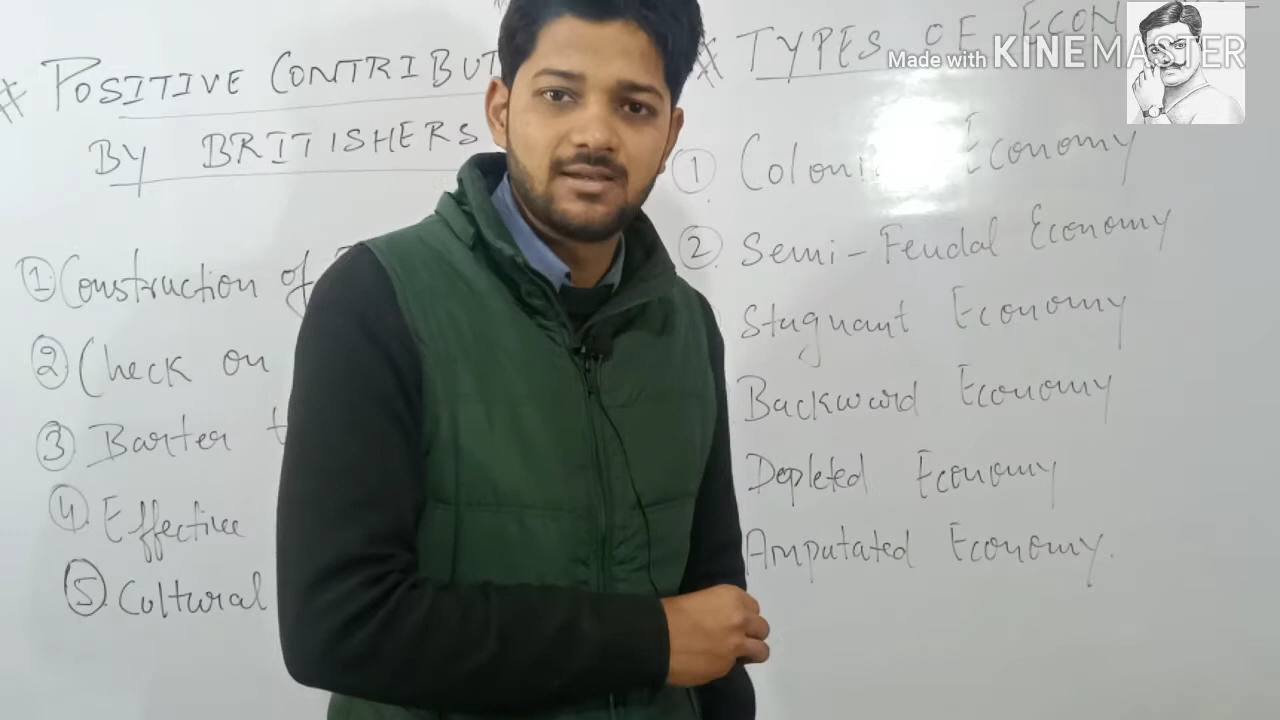 # POSITIVE CONTRIBUT
BY BRITISHERS
① Construction of
② Check on
③ Barter t
④ Effective
⑤ Cultural
# TYPES OF ECON
Made with KINEMASTER
① Coloni Economy
② Semi-Feudal Economy
Stagnant Economy
Backward Economy
Depleted Economy
Amputated Economy.